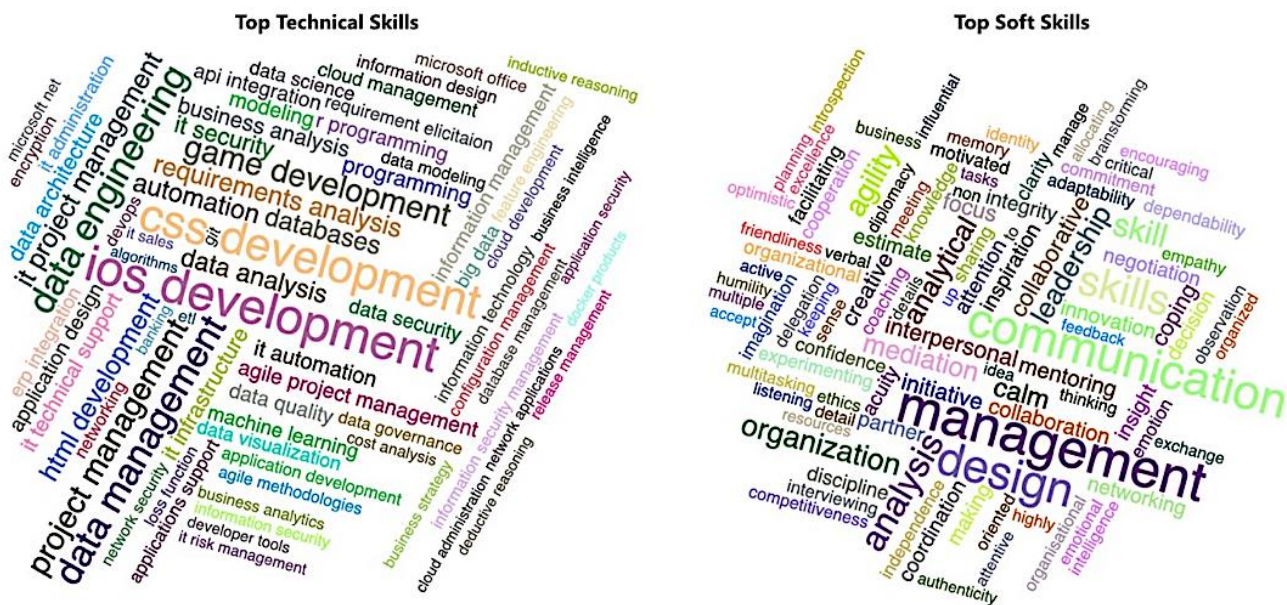 Top Technical Skills
microsoft net
encryption
it administration
data architecture
it project management
data engineering
devops
it sales
git
algorithms
api integration
data science
cloud management
information design
microsoft office
inductive reasoning
modeling
r programming
requirement elicitaion
business analysis
it security
game development
programming
data modeling
requirements analysis
automation
databases
css development
ios development
data analysis
data security
information management
feature engineering
big data
cloud development
business intelligence
information technology
configuration management
database management
application security
docker products
release management
information security management
network applications
cloud administration
deductive reasoning
business strategy
erp integration
application design
it technical support
html development
networking
banking
etl
project management
data management
it infrastructure
network security
loss function
applications support
it automation
agile project management
data quality
data governance
machine learning
cost analysis
data visualization
application development
agile methodologies
business analytics
information security
developer tools
it risk management
Top Soft Skills
introspection
planning
excellence
optimistic
facilitating
cooperation
business
influential
agility
diplomacy
meeting
knowledge
memory
identity
motivated
tasks
non integrity
focus
clarity
manage
allocating
brainstorming
critical
encouraging
commitment
adaptability
dependability
friendliness
verbal
estimate
organizational
active
humility
multiple
accept
imagination
delegation
keeping
sense
creative
coaching
details
analytical
up
sharing
attention
to
inspiration
collaborative
leadership
skill
empathy
negotiation
skills
innovation
feedback
coping
decision
observation
organized
communication
interpersonal
mentoring
mediation
idea
thinking
confidence
experimenting
acuity
initiative
calm
multitasking
ethics
listening
detail
resources
partner
collaboration
management
insight
emotion
exchange
organization
analysis
design
networking
discipline
interviewing
competitiveness
independence
coordination
making
oriented
highly
attentive
authenticity
organisational
emotional
intelligence